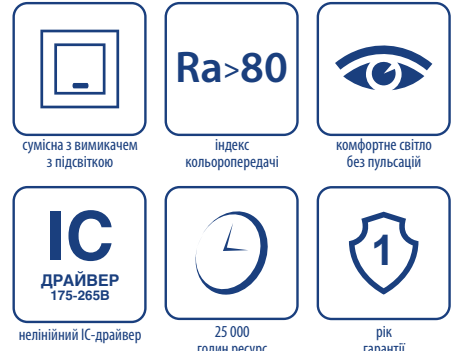 Ra>80
сумісна з вимикачем
з підсвіткою
індекс
кольоропередачі
комфортне світло
без пульсацій
IC
ДРАЙВЕР
175-265В
1
нелінійний IC-драйвер
25 000
годин ресурс
рік
гарантії